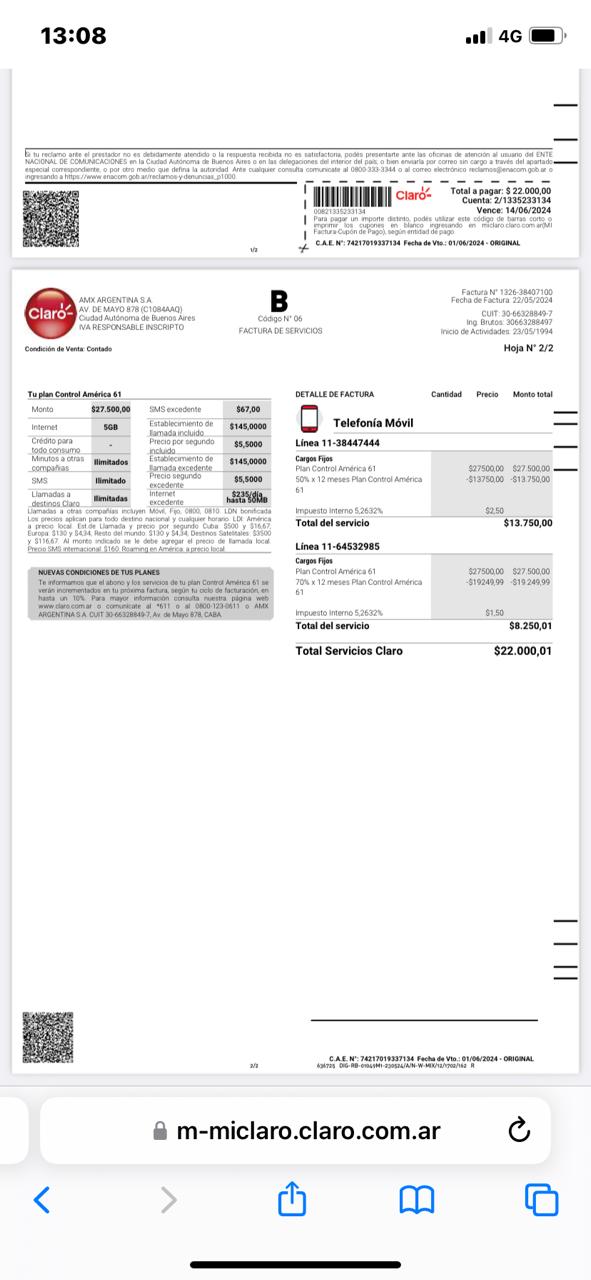 13:08
4G
Si tu reclamo ante el prestador no es debidamente atendido o la respuesta recibida no es satisfactoria, podés presentarte ante las oficinas de atención al usuario del ENTE
NACIONAL DE COMUNICACIONES en la Ciudad Autónoma de Buenos Aires o en las delegaciones del interior del país, o bien enviarla por correo sin cargo a través del apartado
especial correspondiente, o por otro medio que defina la autoridad. Ante cualquier consulta comunicate al 0800-333-3344 o al correo electrónico reclamos@enacom.gob.ar o
ingresando a https://www.enacom.gob.ar/reclamos-y-denuncias_p1000.
Claro
Total a pagar: $ 22.000,00
Cuenta: 2/1335233134
Vence: 14/06/2024
00821335233134
Para pagar un importe distinto, podés utilizar este código de barras corto o
imprimir los cupones en blanco ingresando en claro.com.ar(MI
Factura-Cupón de Pago), según entidad de pago
1/2
C.A.E. N°: 74217019337134 Fecha de Vto.: 01/06/2024 - ORIGINAL
Claro
AMX ARGENTINA S.A.
AV. DE MAYO 878 (C1084AAQ)
Ciudad Autónoma de Buenos Aires
IVA RESPONSABLE INSCRIPTO
Condición de Venta: Contado
B
Código N° 06
FACTURA DE SERVICIOS
Factura N° 1326-38407100
Fecha de Factura: 22/05/2024
CUIT: 30-66328849-7
Ing. Brutos: 30663288497
Inicio de Actividades: 23/05/1994
Hoja N° 2/2
Tu plan Control América 61
Monto $27.500,00 SMS excedente $67,00
Internet 5GB Establecimiento de llamada incluido $145,0000
Crédito para todo consumo - Precio por segundo incluido $5,5000
Minutos a otras compañías Ilimitados Establecimiento de llamada excedente $145,0000
SMS Ilimitado Precio segundo excedente $5,5000
Llamadas a destinos Claro Ilimitadas Internet excedente $235/día hasta 50MB
Llamadas a otras compañías incluyen Móvil, Fijo, 0800, 0810. LDN bonificada
Los precios aplican para todo destino nacional y cualquier horario. LDI: América
a precio local. Est.de Llamada y precio por segundo Cuba: $500 y $16,67,
Europa: $130 y $4,34, Resto del mundo: $130 y $4,34, Destinos Satelitales: $3500
y $116,67. Al monto indicado se le debe agregar el precio de llamada local.
Precio SMS internacional: $160. Roaming en América: a precio local.
NUEVAS CONDICIONES DE TUS PLANES
Te informamos que el abono y los servicios de tu plan Control América 61 se
verán incrementados en tu próxima factura, según tu ciclo de facturación, en
hasta un 10%. Para mayor información consulta nuestra página web
www.claro.com.ar o comunicate al *611 o al 0800-123-0611 o AMX
ARGENTINA S.A. CUIT 30-66328849-7, Av. de Mayo 878, CABA.
DETALLE DE FACTURA Cantidad Precio Monto total
Telefonía Móvil
Línea 11-38447444
Cargos Fijos
Plan Control América 61 $27500,00 $27.500,00
50% x 12 meses Plan Control América -$13750,00 -$13.750,00
61
Impuesto Interno 5,2632% $2,50
Total del servicio $13.750,00
Línea 11-64532985
Cargos Fijos
Plan Control América 61 $27500,00 $27.500,00
70% x 12 meses Plan Control América -$19249,99 -$19.249,99
61
Impuesto Interno 5,2632% $1,50
Total del servicio $8.250,01
Total Servicios Claro $22.000,01
C.A.E. N°: 74217019337134 Fecha de Vto.: 01/06/2024 - ORIGINAL
2/2
m-miclaro.claro.com.ar